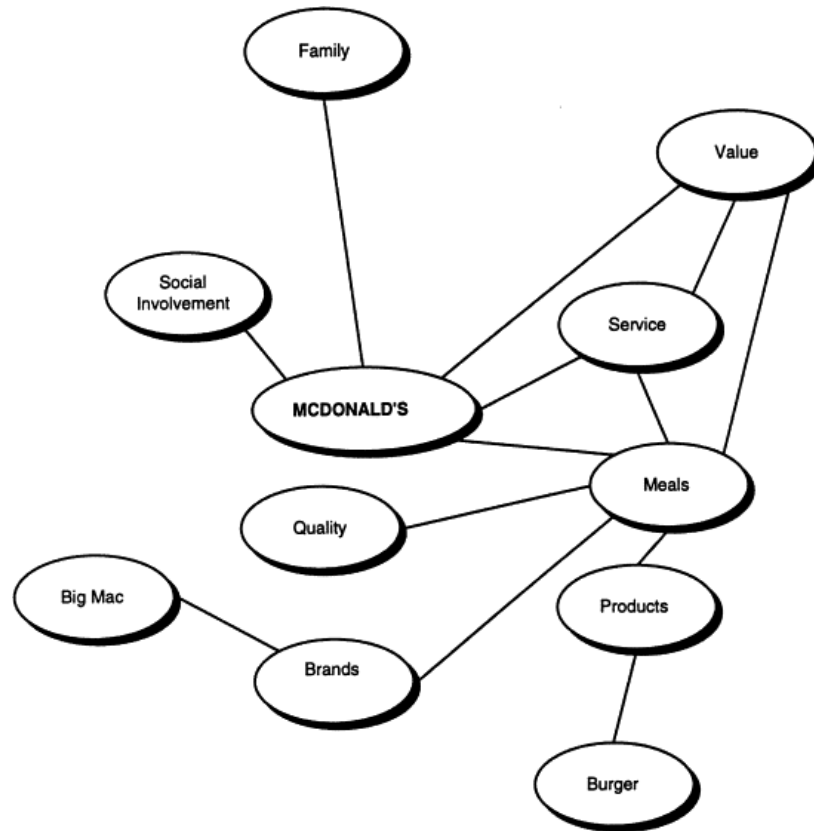 Family
Value
Social
Involvement
Service
MCDONALD'S
Meals
Quality
Big Mac
Products
Brands
Burger